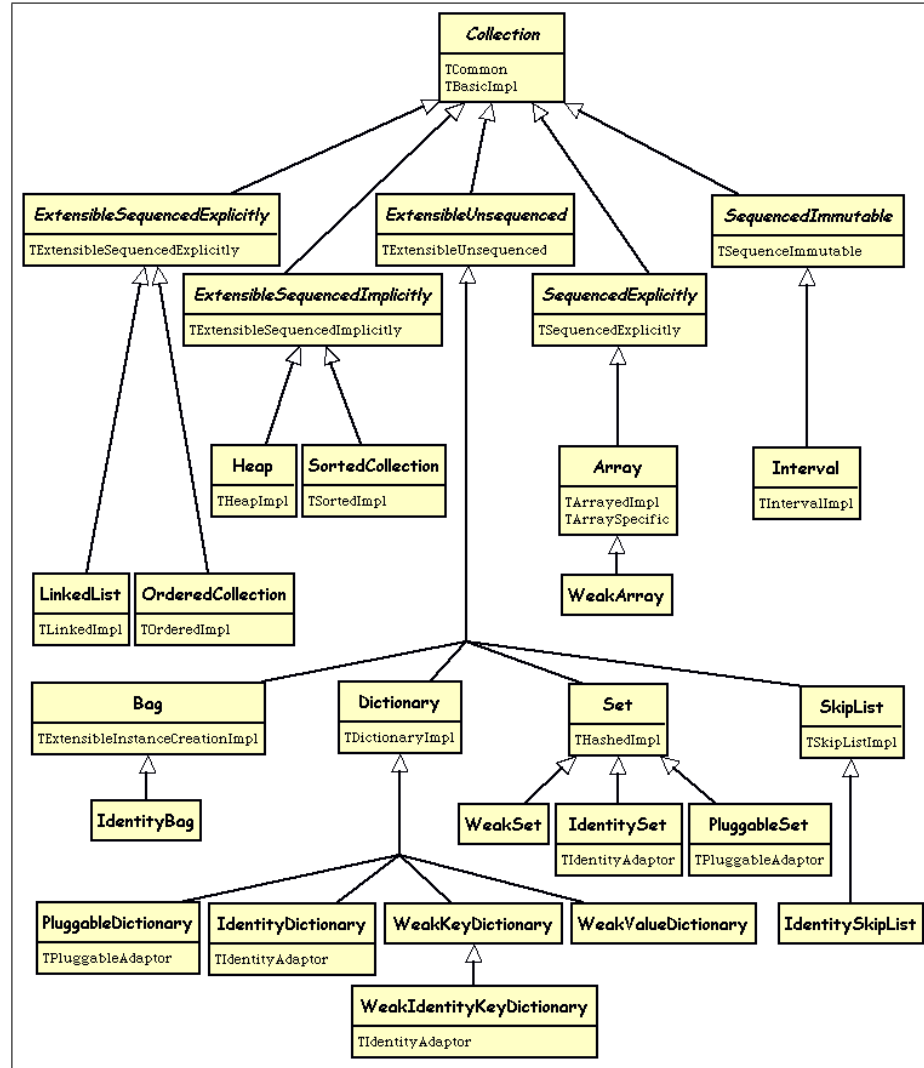 Collection
TCommon
TBasicImpl
ExtensibleSequencedExplicitly
TExtensibleSequencedExplicitly
ExtensibleUnsequenced
TExtensibleUnsequenced
SequencedImmutable
TSequenceImmutable
ExtensibleSequencedImplicitly
TExtensibleSequencedImplicitly
SequencedExplicitly
TSequencedExplicitly
Heap
THeapImpl
SortedCollection
TSortedImpl
Array
TArrayedImpl
TArraySpecific
Interval
TIntervalImpl
LinkedList
TLinkedImpl
OrderedCollection
TOrderedImpl
WeakArray
Bag
TExtensibleInstanceCreationImpl
Dictionary
TDictionaryImpl
Set
THashedImpl
SkipList
TSkipListImpl
IdentityBag
WeakSet
IdentitySet
TIdentityAdaptor
PluggableSet
TPluggableAdaptor
PluggableDictionary
TPluggableAdaptor
IdentityDictionary
TIdentityAdaptor
WeakKeyDictionary
WeakValueDictionary
IdentitySkipList
WeakIdentityKeyDictionary
TIdentityAdaptor